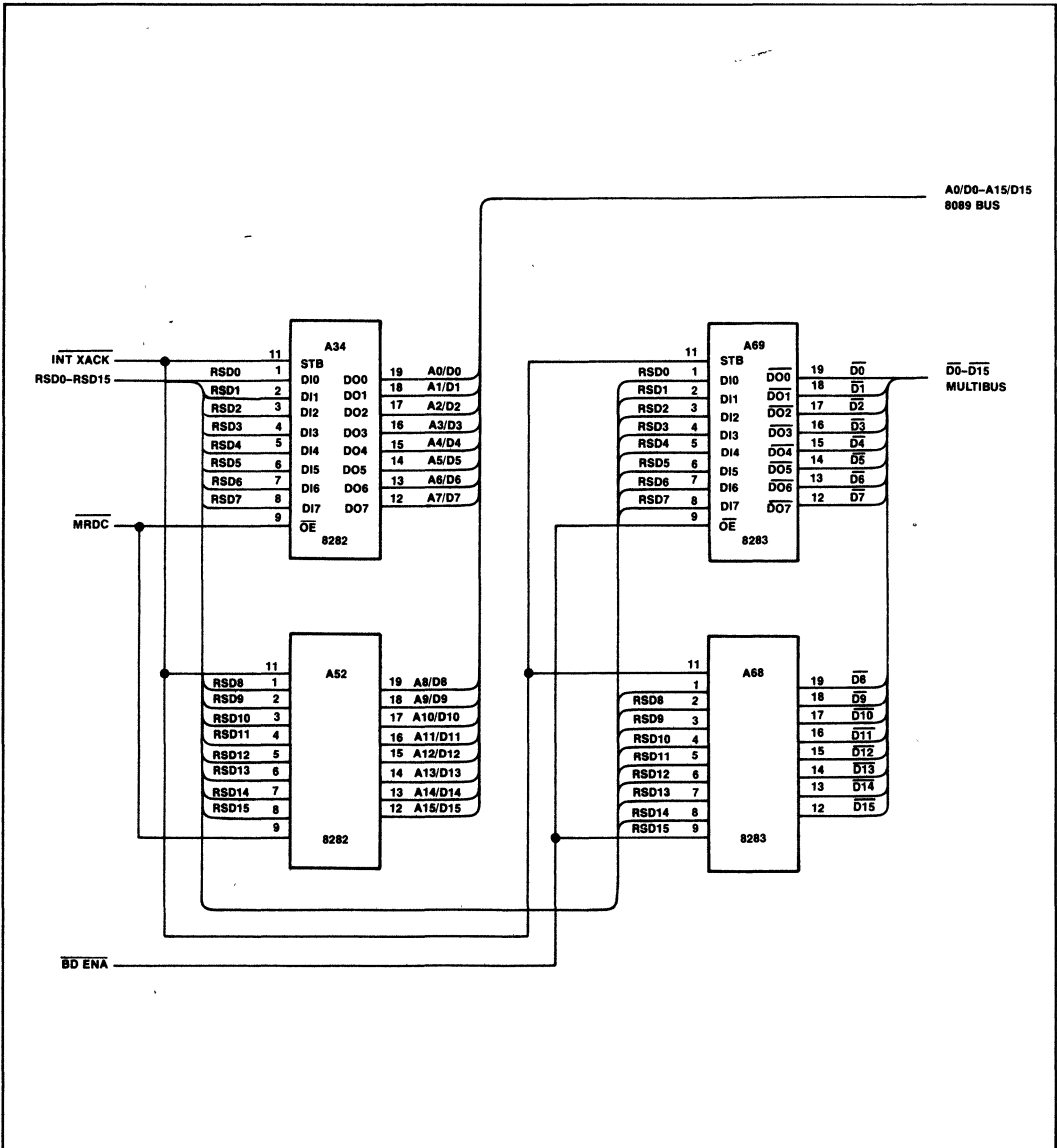 A0/D0–A15/D15
8089 BUS
INT XACK
RSD0–RSD15
MRDC
BD ENA
A34
11 STB
RSD0 1 DI0 DO0 19 A0/D0
RSD1 2 DI1 DO1 18 A1/D1
RSD2 3 DI2 DO2 17 A2/D2
RSD3 4 DI3 DO3 16 A3/D3
RSD4 5 DI4 DO4 15 A4/D4
RSD5 6 DI5 DO5 14 A5/D5
RSD6 7 DI6 DO6 13 A6/D6
RSD7 8 DI7 DO7 12 A7/D7
9 OE
8282
A69
11 STB
RSD0 1 DI0 DO0 19 D0
RSD1 2 DI1 DO1 18 D1
RSD2 3 DI2 DO2 17 D2
RSD3 4 DI3 DO3 16 D3
RSD4 5 DI4 DO4 15 D4
RSD5 6 DI5 DO5 14 D5
RSD6 7 DI6 DO6 13 D6
RSD7 8 DI7 DO7 12 D7
9 OE
8283
D0–D15
MULTIBUS
A52
11
RSD8 1 19 A8/D8
RSD9 2 18 A9/D9
RSD10 3 17 A10/D10
RSD11 4 16 A11/D11
RSD12 5 15 A12/D12
RSD13 6 14 A13/D13
RSD14 7 13 A14/D14
RSD15 8 12 A15/D15
9
8282
A68
11
1 19 D6
RSD8 2 18 D9
RSD9 3 17 D10
RSD10 4 16 D11
RSD11 5 15 D12
RSD12 6 14 D13
RSD13 7 13 D14
RSD14 8 12 D15
RSD15 9
8283